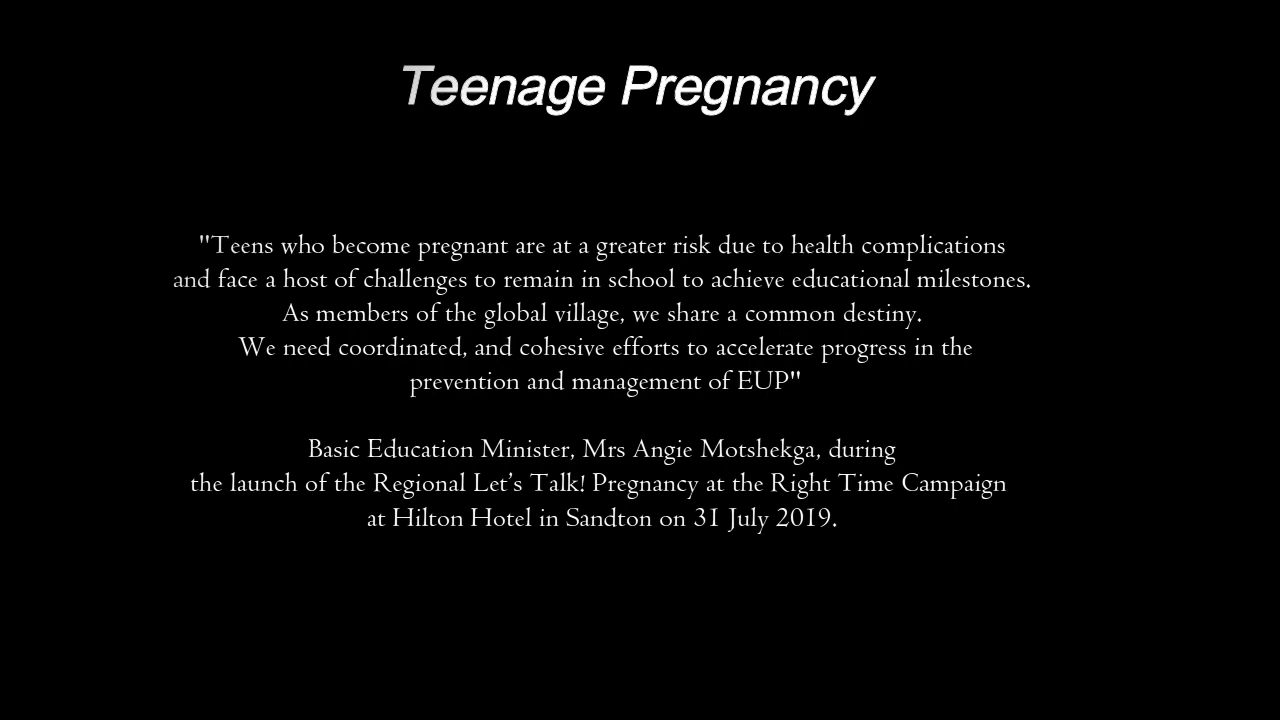 Teenage Pregnancy
"Teens who become pregnant are at a greater risk due to health complications
and face a host of challenges to remain in school to achieve educational milestones.
As members of the global village, we share a common destiny.
We need coordinated, and cohesive efforts to accelerate progress in the
prevention and management of EUP"
Basic Education Minister, Mrs Angie Motshekga, during
the launch of the Regional Let’s Talk! Pregnancy at the Right Time Campaign
at Hilton Hotel in Sandton on 31 July 2019.